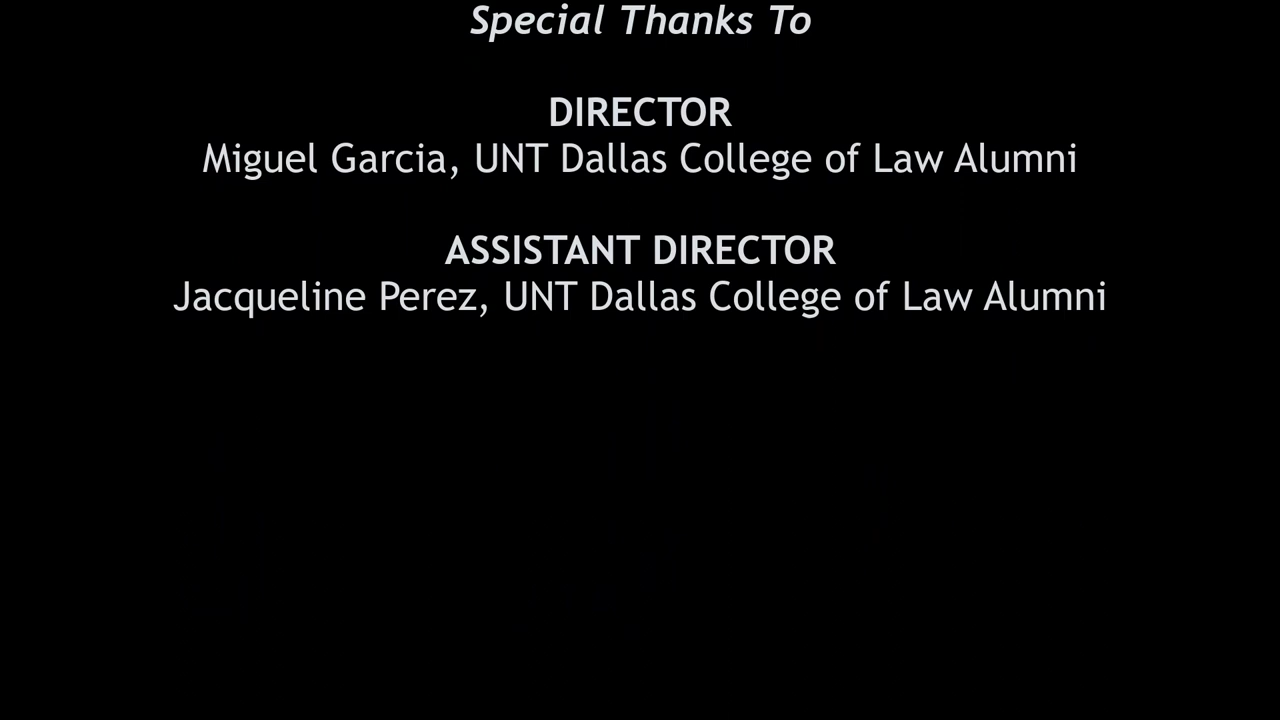 Special Thanks To
DIRECTOR
Miguel Garcia, UNT Dallas College of Law Alumni
ASSISTANT DIRECTOR
Jacqueline Perez, UNT Dallas College of Law Alumni